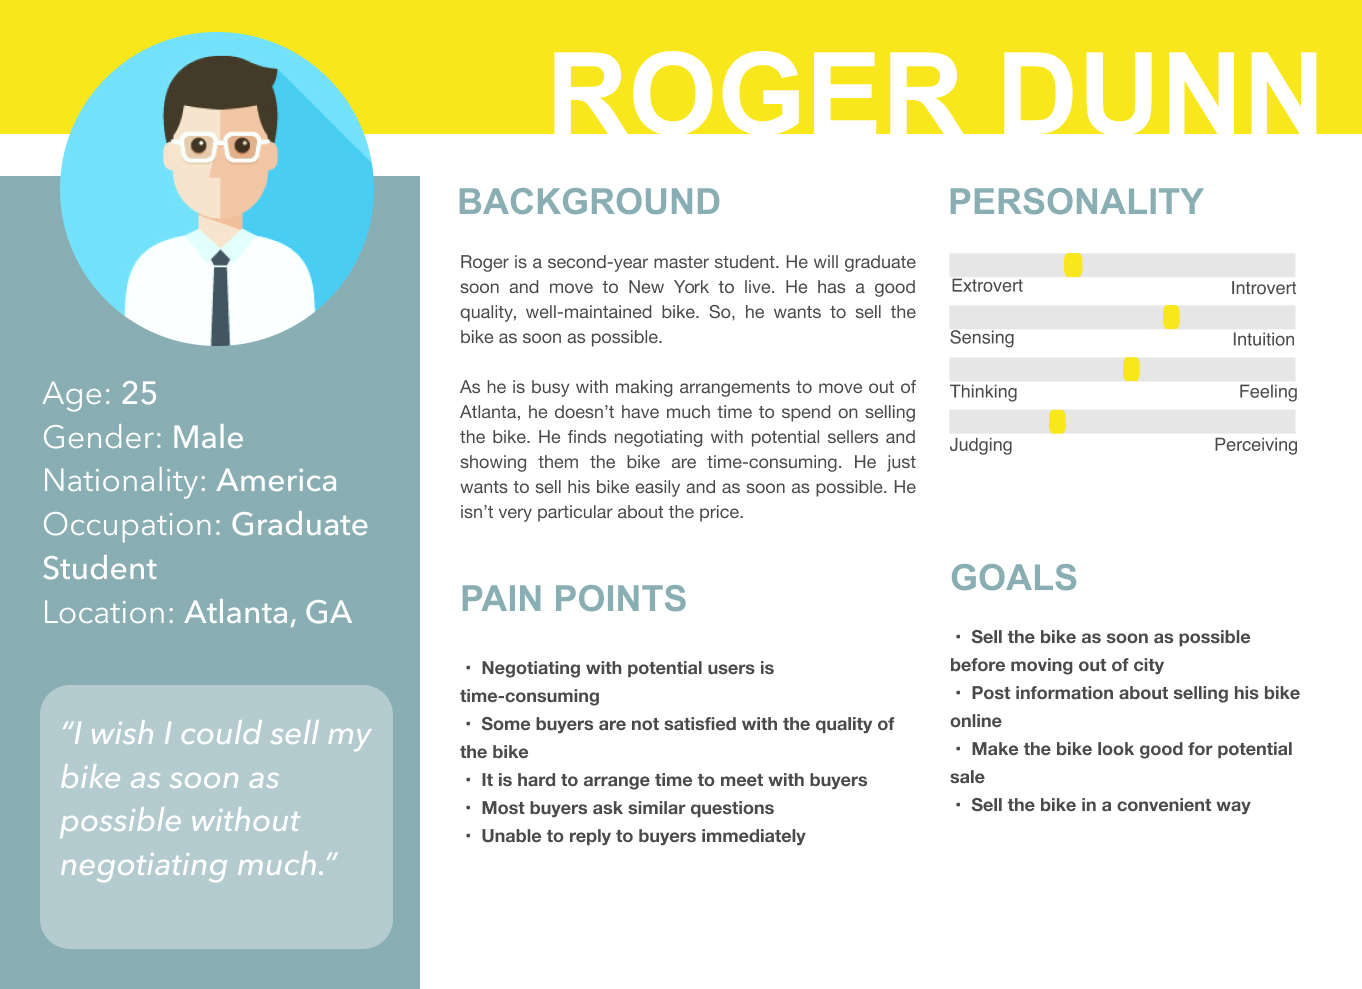 ROGER DUNN
Age: 25
Gender: Male
Nationality: America
Occupation: Graduate
Student
Location: Atlanta, GA
“I wish I could sell my
bike as soon as
possible without
negotiating much.”
BACKGROUND
Roger is a second-year master student. He will graduate
soon and move to New York to live. He has a good
quality, well-maintained bike. So, he wants to sell the
bike as soon as possible.
As he is busy with making arrangements to move out of
Atlanta, he doesn’t have much time to spend on selling
the bike. He finds negotiating with potential sellers and
showing them the bike are time-consuming. He just
wants to sell his bike easily and as soon as possible. He
isn’t very particular about the price.
PAIN POINTS
・ Negotiating with potential users is
time-consuming
・ Some buyers are not satisfied with the quality of
the bike
・ It is hard to arrange time to meet with buyers
・ Most buyers ask similar questions
・ Unable to reply to buyers immediately
PERSONALITY
Extrovert Introvert
Sensing Intuition
Thinking Feeling
Judging Perceiving
GOALS
・ Sell the bike as soon as possible
before moving out of city
・ Post information about selling his bike
online
・ Make the bike look good for potential
sale
・ Sell the bike in a convenient way